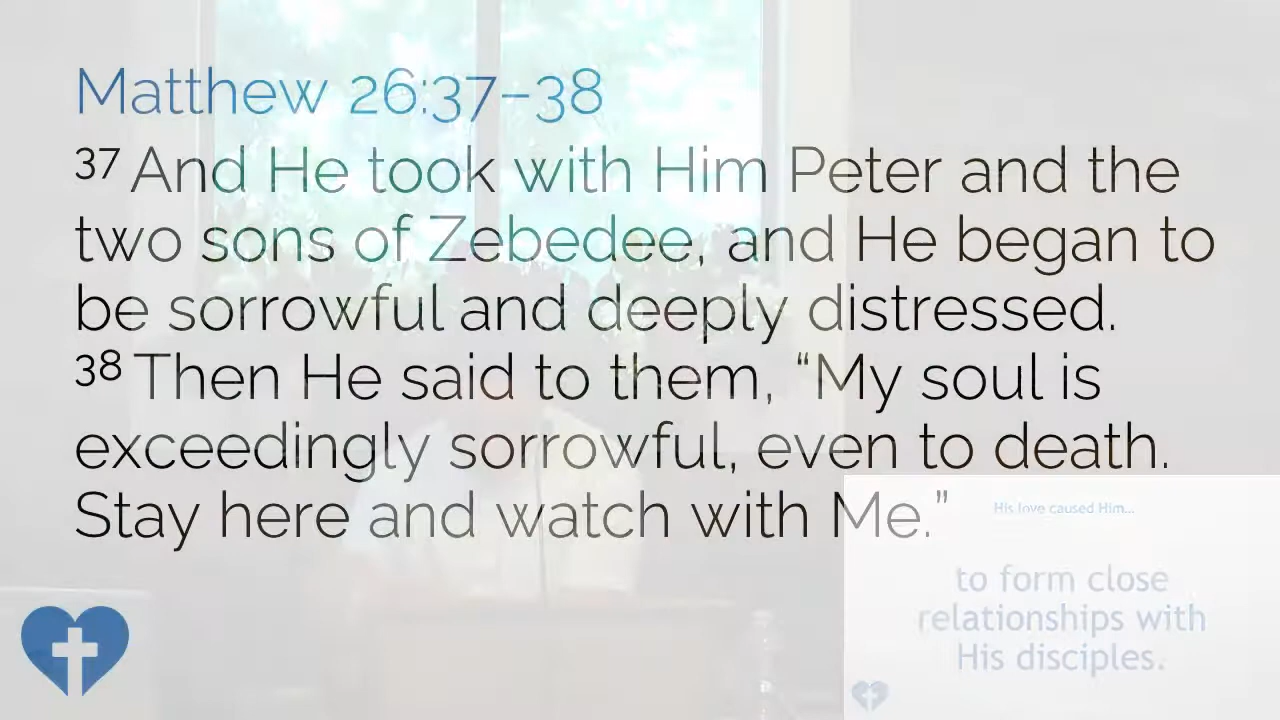 Matthew 26:37–38
37 And He took with Him Peter and the
two sons of Zebedee, and He began to
be sorrowful and deeply distressed.
38 Then He said to them, “My soul is
exceedingly sorrowful, even to death.
Stay here and watch with Me.”
His love caused Him...
to form close
relationships with
His disciples.